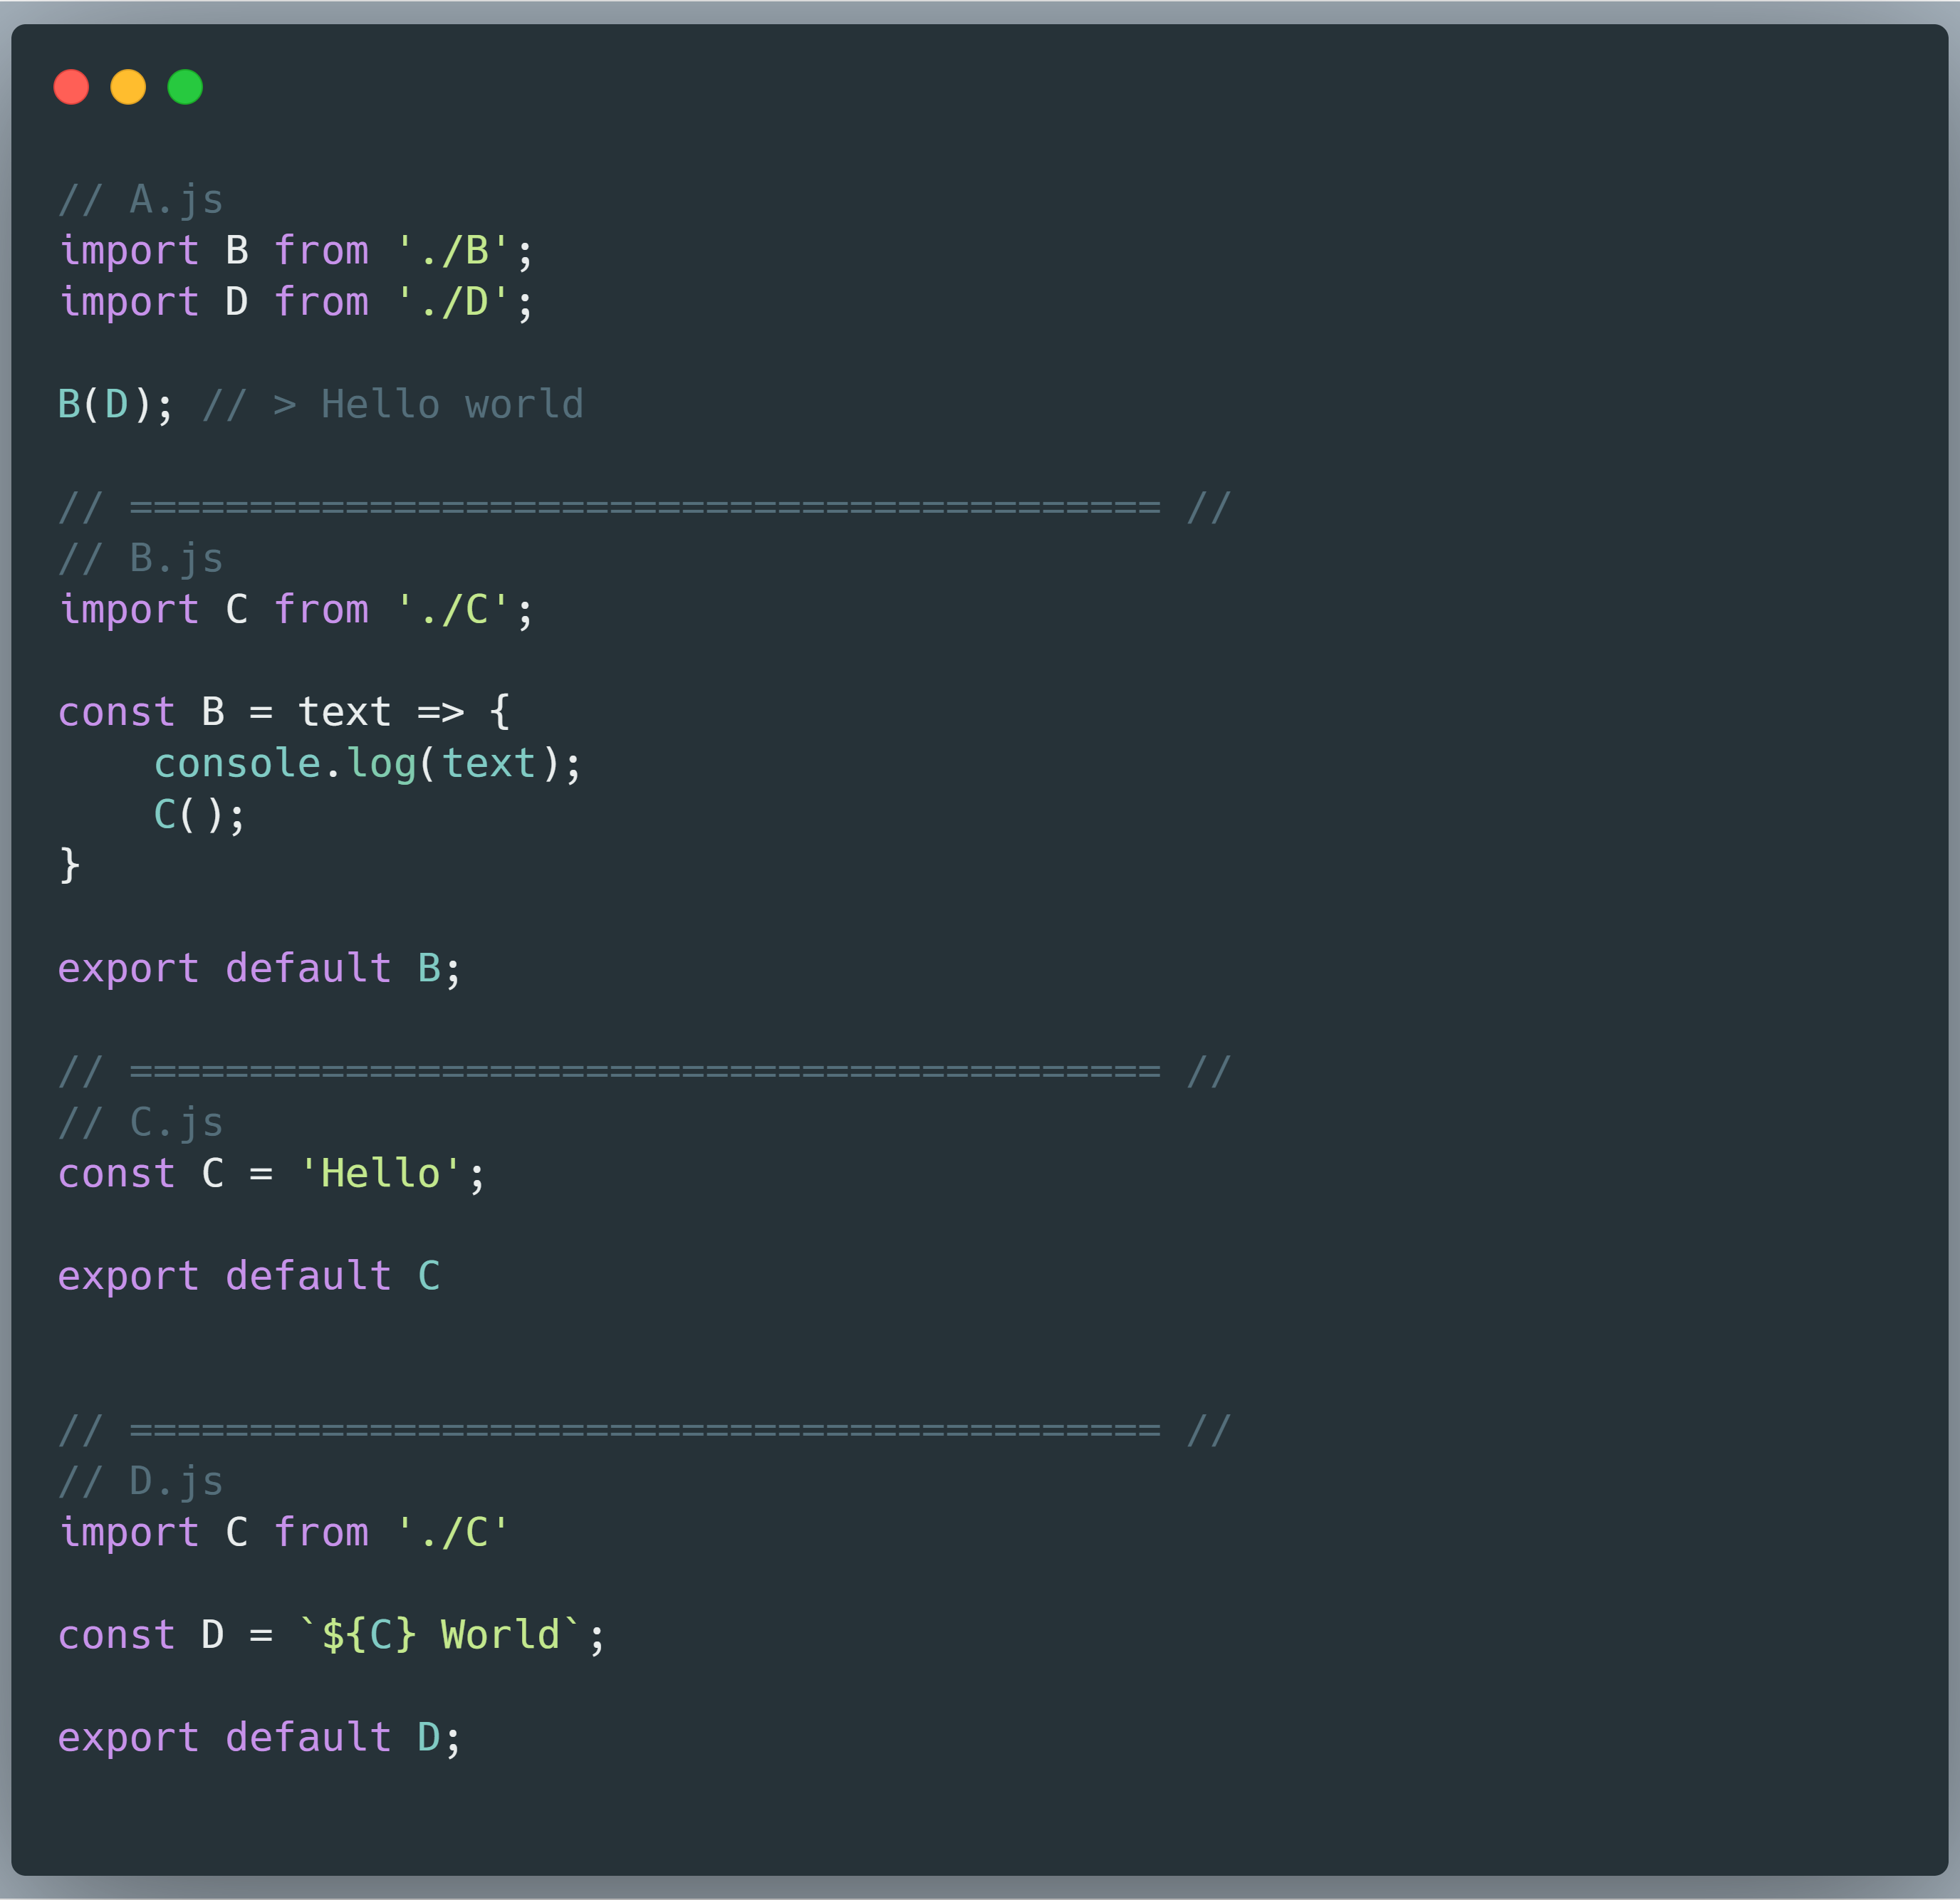 // A.js
import B from './B';
import D from './D';
B(D); // > Hello world
// =========================================== //
// B.js
import C from './C';
const B = text => {
    console.log(text);
    C();
}
export default B;
// =========================================== //
// C.js
const C = 'Hello';
export default C
// =========================================== //
// D.js
import C from './C'
const D = `${C} World`;
export default D;